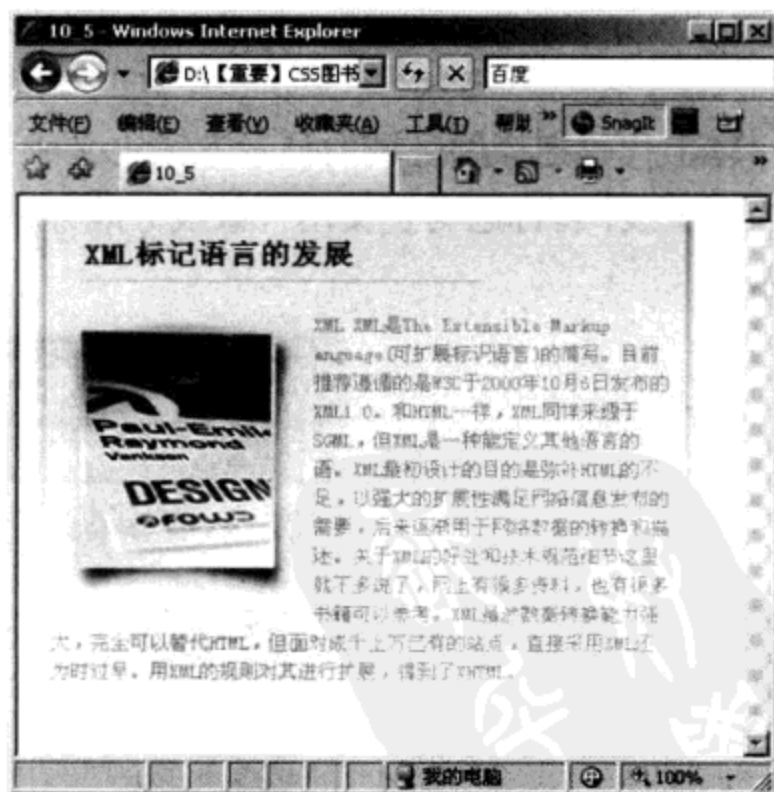 10_5 - Windows Internet Explorer
D:\【重要】CSS图书 百度
文件(F) 编辑(E) 查看(V) 收藏夹(A) 工具(T) 帮助 » SnagIt
10_5 »
XML标记语言的发展
XML XML是The Extensible Markup
anguage(可扩展标识语言)的简写。目前
推荐遵循的是W3C于2000年10月6日发布的
XML1.0。和HTML一样，XML同样来源于
SGML，但XML是一种能定义其他语言的
语。XML最初设计的目的是弥补HTML的不
足，以强大的扩展性满足网络信息发布的
需要，后来逐渐用于网络数据的转换和描
述。关于XML的好处和技术规范细节这里
就不多说了，网上有很多资料，也有很多
书籍可以参考。XML虽然数据转换能力强
大，完全可以替代HTML，但面对成千上万已有的站点，直接采用XML还
为时过早。用XML的规则对其进行扩展，得到了XHTML。
Paul-Emile
Raymond
Vankeen
DESIGN
@FOWD
我的电脑 100%